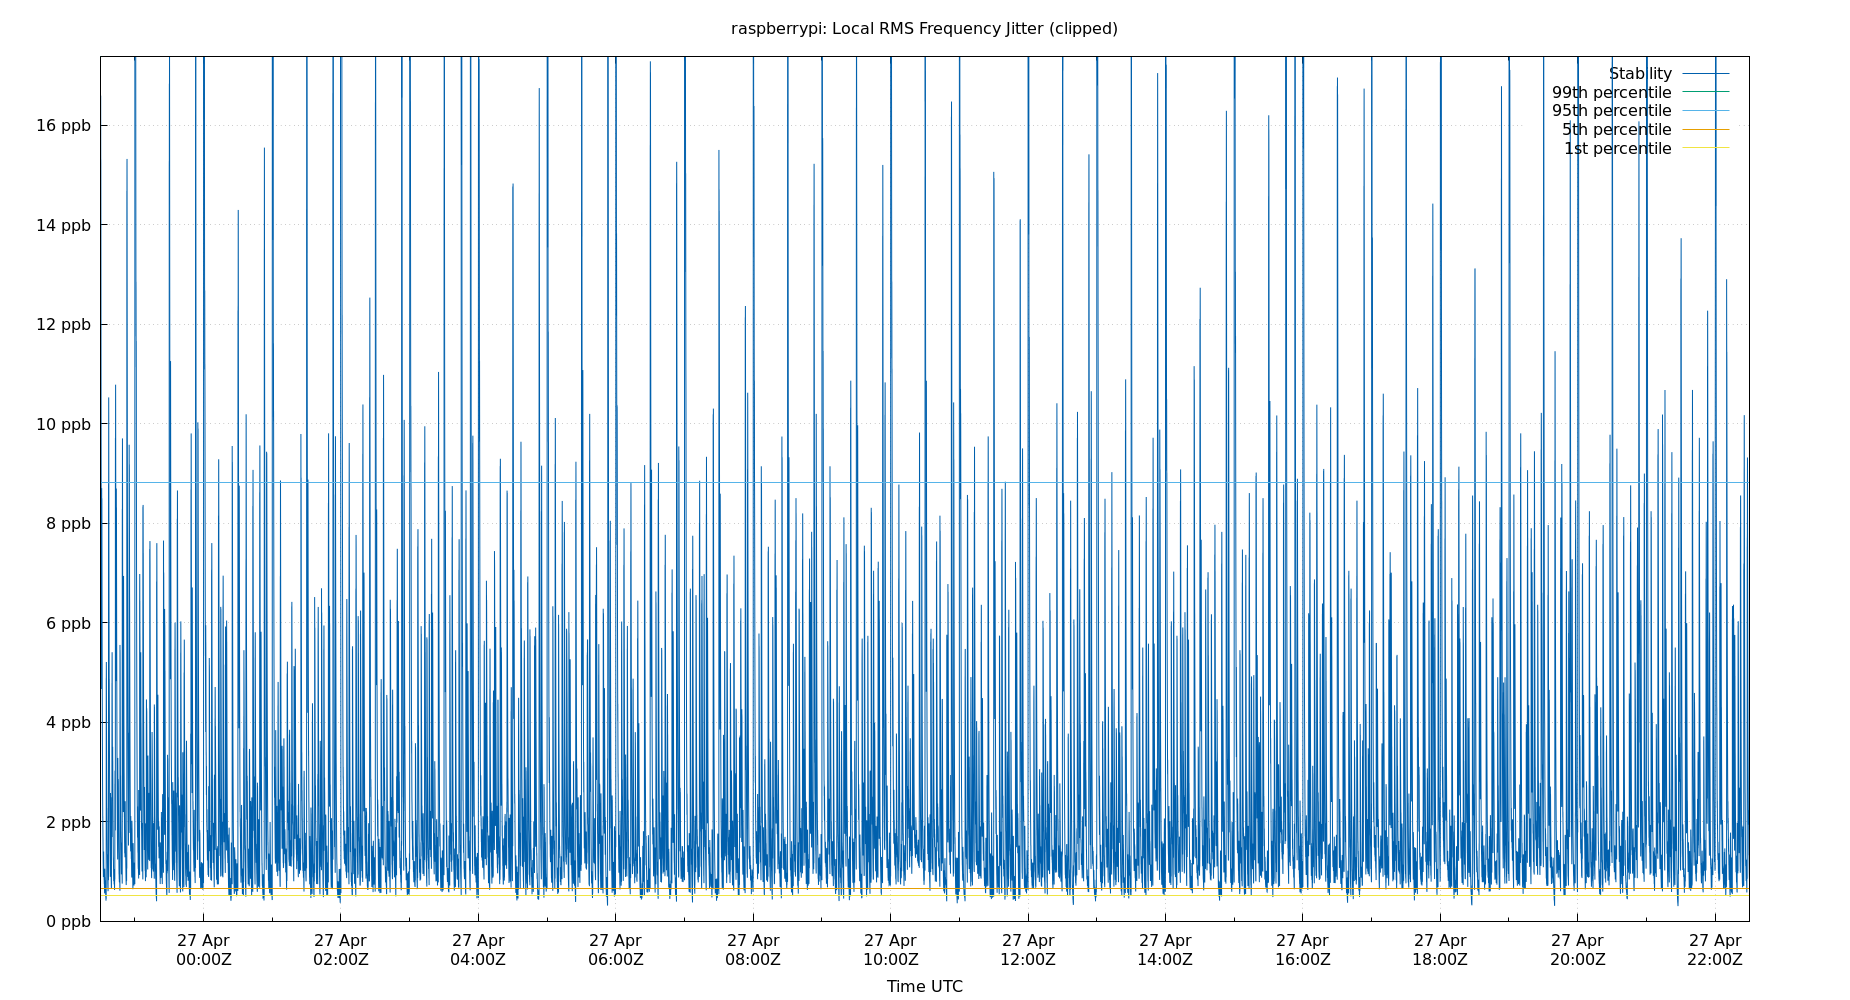 raspberrypi: Local RMS Frequency Jitter (clipped)
Stability
99th percentile
95th percentile
5th percentile
1st percentile
16 ppb
14 ppb
12 ppb
10 ppb
8 ppb
6 ppb
4 ppb
2 ppb
0 ppb
27 Apr 27 Apr 27 Apr 27 Apr 27 Apr 27 Apr 27 Apr 27 Apr 27 Apr 27 Apr 27 Apr 27 Apr
00:00Z 02:00Z 04:00Z 06:00Z 08:00Z 10:00Z 12:00Z 14:00Z 16:00Z 18:00Z 20:00Z 22:00Z
Time UTC